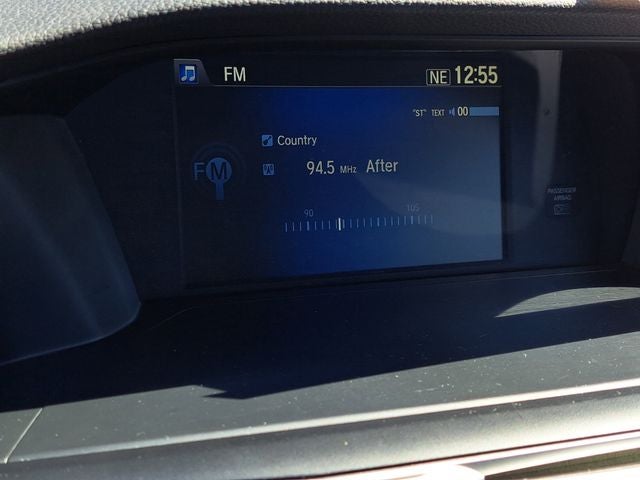 FM
NE 12:55
"ST" TEXT 00
Country
FM
94.5 MHz After
90 105
PASSENGER
AIRBAG